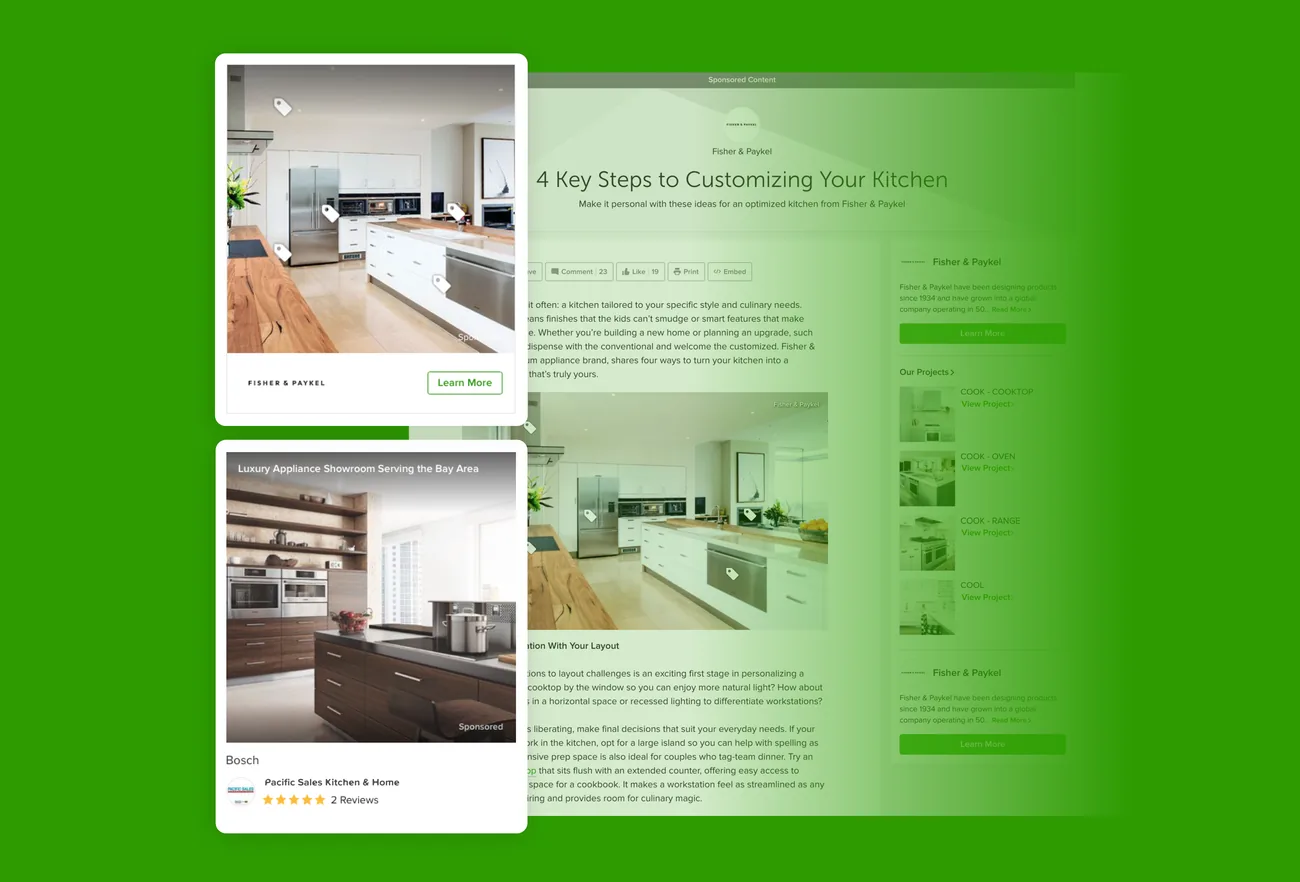 Spo
FISHER & PAYKEL
Learn More
Luxury Appliance Showroom Serving the Bay Area
Sponsored
Bosch
PACIFIC SALES
Pacific Sales Kitchen & Home
2 Reviews
Sponsored Content
FISHER & PAYKEL
Fisher & Paykel
4 Key Steps to Customizing Your Kitchen
Make it personal with these ideas for an optimized kitchen from Fisher & Paykel
ve
Comment 23
Like 19
Print
Embed
it often: a kitchen tailored to your specific style and culinary needs.
ans finishes that the kids can't smudge or smart features that make
e. Whether you're building a new home or planning an upgrade, such
dispense with the conventional and welcome the customized. Fisher &
um appliance brand, shares four ways to turn your kitchen into a
that's truly yours.
Fisher & Paykel
ation With Your Layout
tions to layout challenges is an exciting first stage in personalizing a
cooktop by the window so you can enjoy more natural light? How about
s in a horizontal space or recessed lighting to differentiate workstations?
s liberating, make final decisions that suit your everyday needs. If your
ork in the kitchen, opt for a large island so you can help with spelling as
nsive prep space is also ideal for couples who tag-team dinner. Try an
op that sits flush with an extended counter, offering easy access to
space for a cookbook. It makes a workstation feel as streamlined as any
iring and provides room for culinary magic.
Fisher & Paykel
Fisher & Paykel have been designing products
since 1934 and have grown into a global
company operating in 50... Read More ›
Learn More
Our Projects ›
COOK - COOKTOP
View Project ›
COOK - OVEN
View Project ›
COOK - RANGE
View Project ›
COOL
View Project ›
Fisher & Paykel
Fisher & Paykel have been designing products
since 1934 and have grown into a global
company operating in 50... Read More ›
Learn More